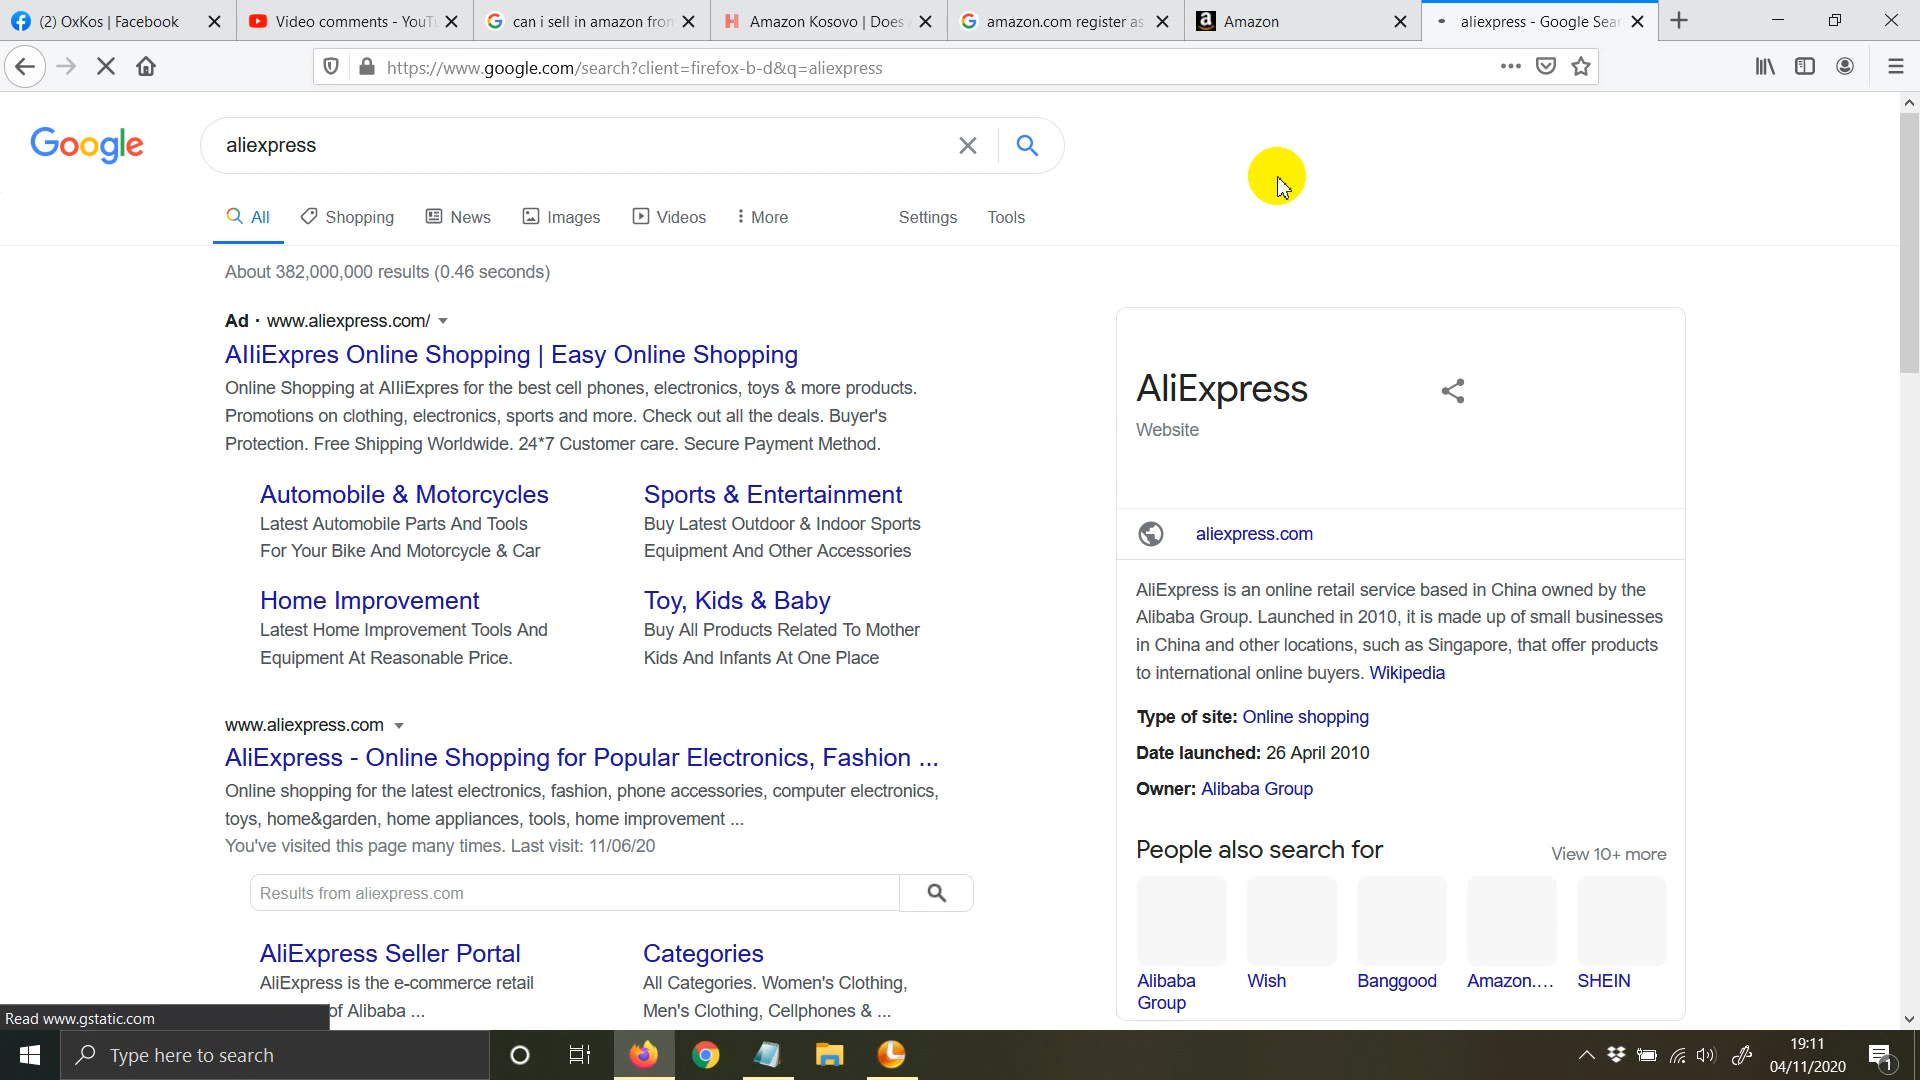 (2) OxKos | Facebook
Video comments - YouTu
can i sell in amazon from
Amazon Kosovo | Does
amazon.com register as
Amazon
aliexpress - Google Sear
https://www.google.com/search?client=firefox-b-d&q=aliexpress
Google
aliexpress
All
Shopping
News
Images
Videos
More
Settings
Tools
About 382,000,000 results (0.46 seconds)
Ad · www.aliexpress.com/
AlliExpres Online Shopping | Easy Online Shopping
Online Shopping at AlliExpres for the best cell phones, electronics, toys & more products.
Promotions on clothing, electronics, sports and more. Check out all the deals. Buyer's
Protection. Free Shipping Worldwide. 24*7 Customer care. Secure Payment Method.
Automobile & Motorcycles
Latest Automobile Parts And Tools
For Your Bike And Motorcycle & Car
Sports & Entertainment
Buy Latest Outdoor & Indoor Sports
Equipment And Other Accessories
Home Improvement
Latest Home Improvement Tools And
Equipment At Reasonable Price.
Toy, Kids & Baby
Buy All Products Related To Mother
Kids And Infants At One Place
www.aliexpress.com
AliExpress - Online Shopping for Popular Electronics, Fashion ...
Online shopping for the latest electronics, fashion, phone accessories, computer electronics,
toys, home&garden, home appliances, tools, home improvement ...
You've visited this page many times. Last visit: 11/06/20
Results from aliexpress.com
AliExpress Seller Portal
AliExpress is the e-commerce retail
of Alibaba ...
Categories
All Categories. Women's Clothing,
Men's Clothing, Cellphones & ...
AliExpress
Website
aliexpress.com
AliExpress is an online retail service based in China owned by the
Alibaba Group. Launched in 2010, it is made up of small businesses
in China and other locations, such as Singapore, that offer products
to international online buyers. Wikipedia
Type of site: Online shopping
Date launched: 26 April 2010
Owner: Alibaba Group
People also search for
View 10+ more
Alibaba
Group
Wish
Banggood
Amazon....
SHEIN
Read www.gstatic.com
Type here to search
19:11
04/11/2020
1